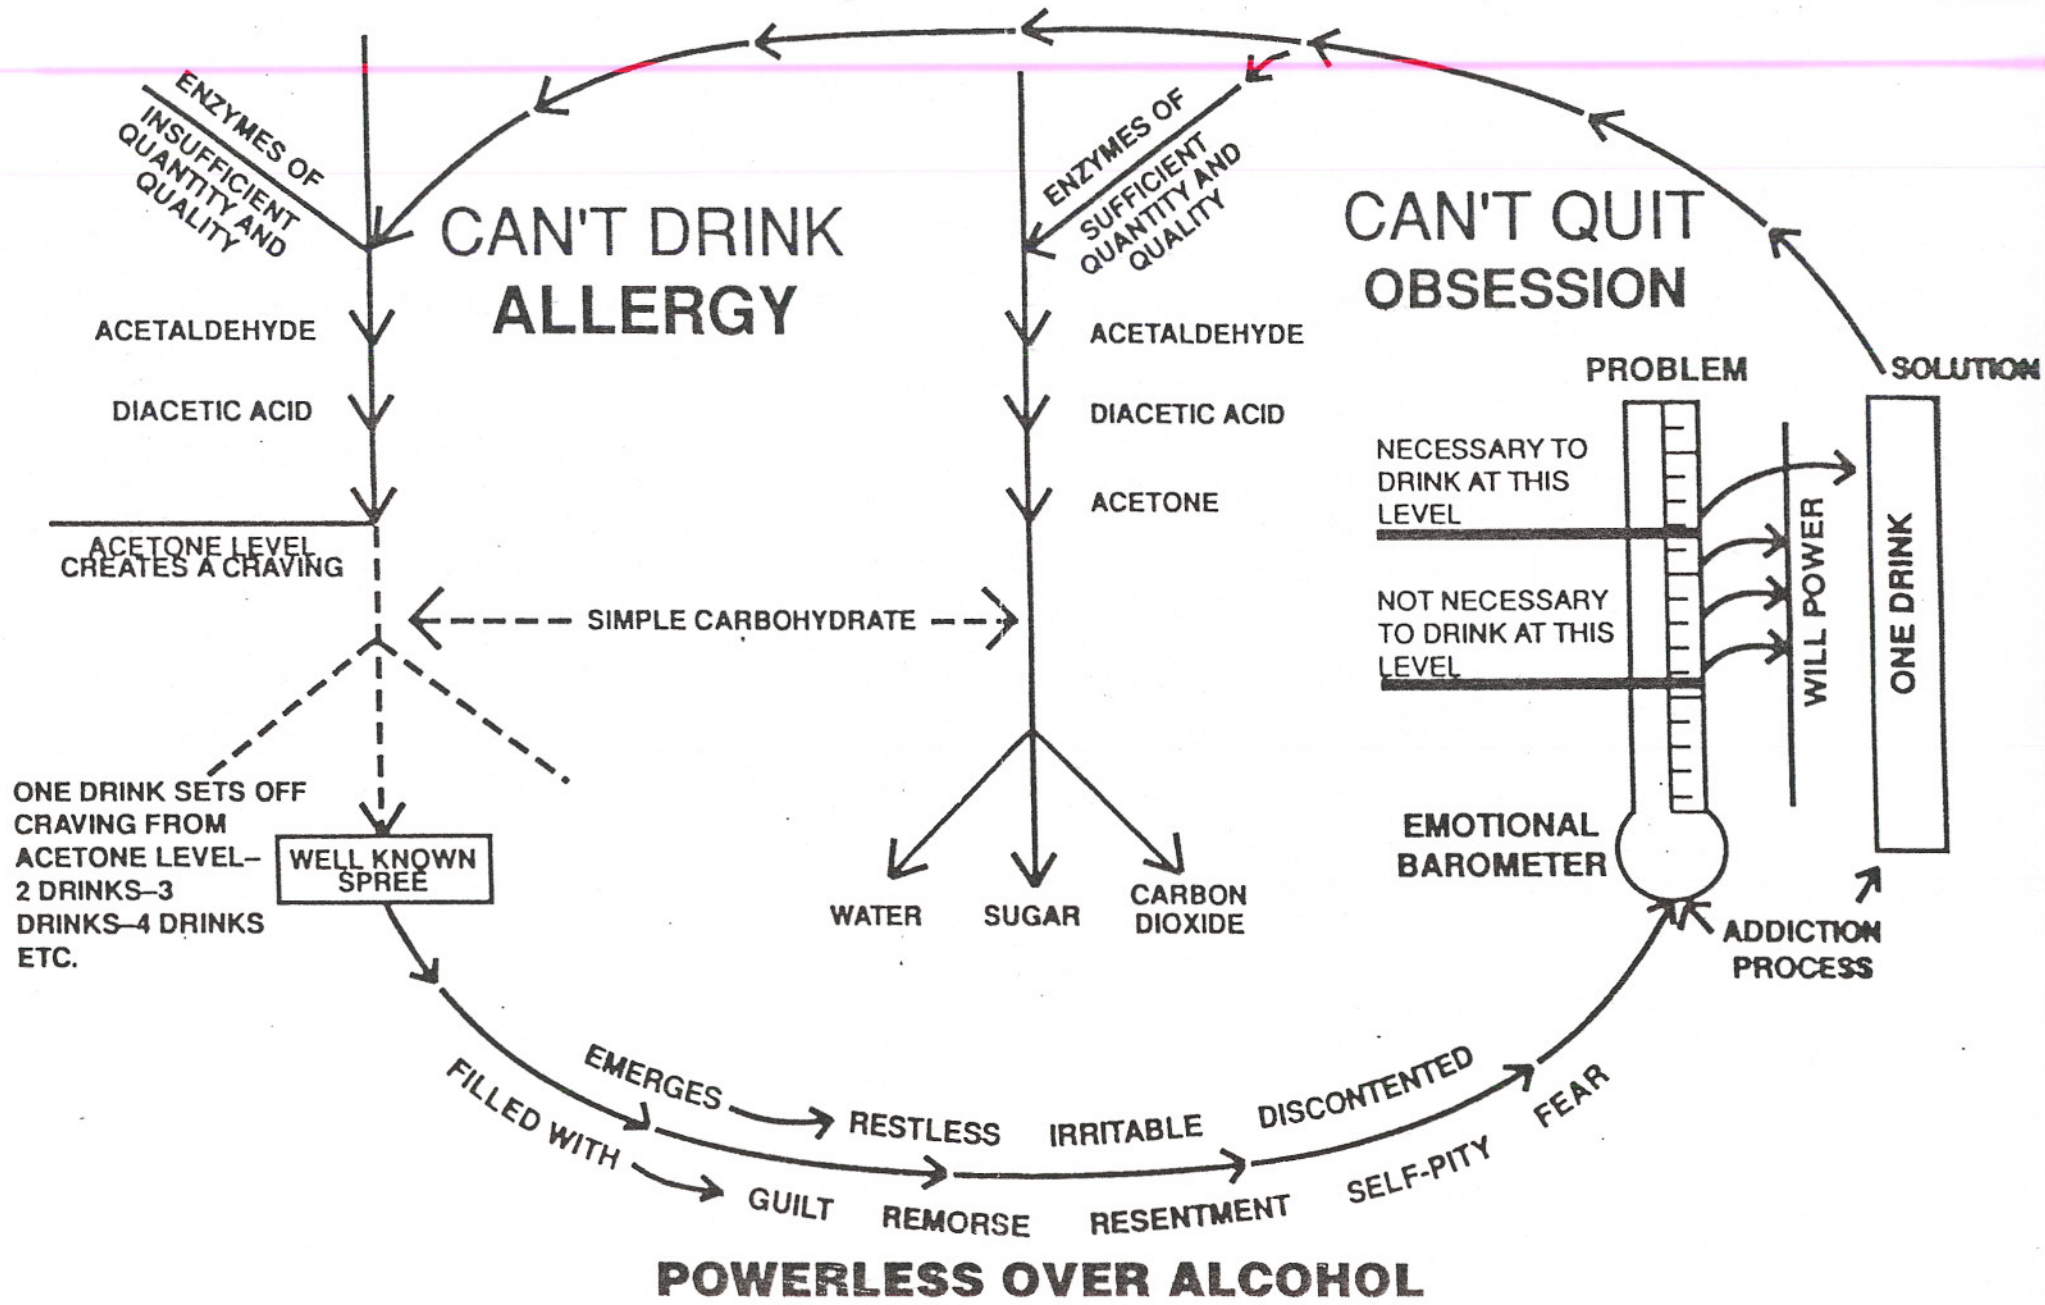 ENZYMES OF
INSUFFICIENT
QUANTITY AND
QUALITY
CAN'T DRINK
ALLERGY
ACETALDEHYDE
DIACETIC ACID
ACETONE LEVEL
CREATES A CRAVING
ONE DRINK SETS OFF
CRAVING FROM
ACETONE LEVEL–
2 DRINKS–3
DRINKS–4 DRINKS
ETC.
WELL KNOWN
SPREE
SIMPLE CARBOHYDRATE
ENZYMES OF
SUFFICIENT
QUANTITY AND
QUALITY
ACETALDEHYDE
DIACETIC ACID
ACETONE
WATER
SUGAR
CARBON
DIOXIDE
CAN'T QUIT
OBSESSION
PROBLEM
SOLUTION
NECESSARY TO
DRINK AT THIS
LEVEL
NOT NECESSARY
TO DRINK AT THIS
LEVEL
WILL POWER
ONE DRINK
EMOTIONAL
BAROMETER
ADDICTION
PROCESS
EMERGES
RESTLESS
IRRITABLE
DISCONTENTED
FILLED WITH
GUILT
REMORSE
RESENTMENT
SELF-PITY
FEAR
POWERLESS OVER ALCOHOL